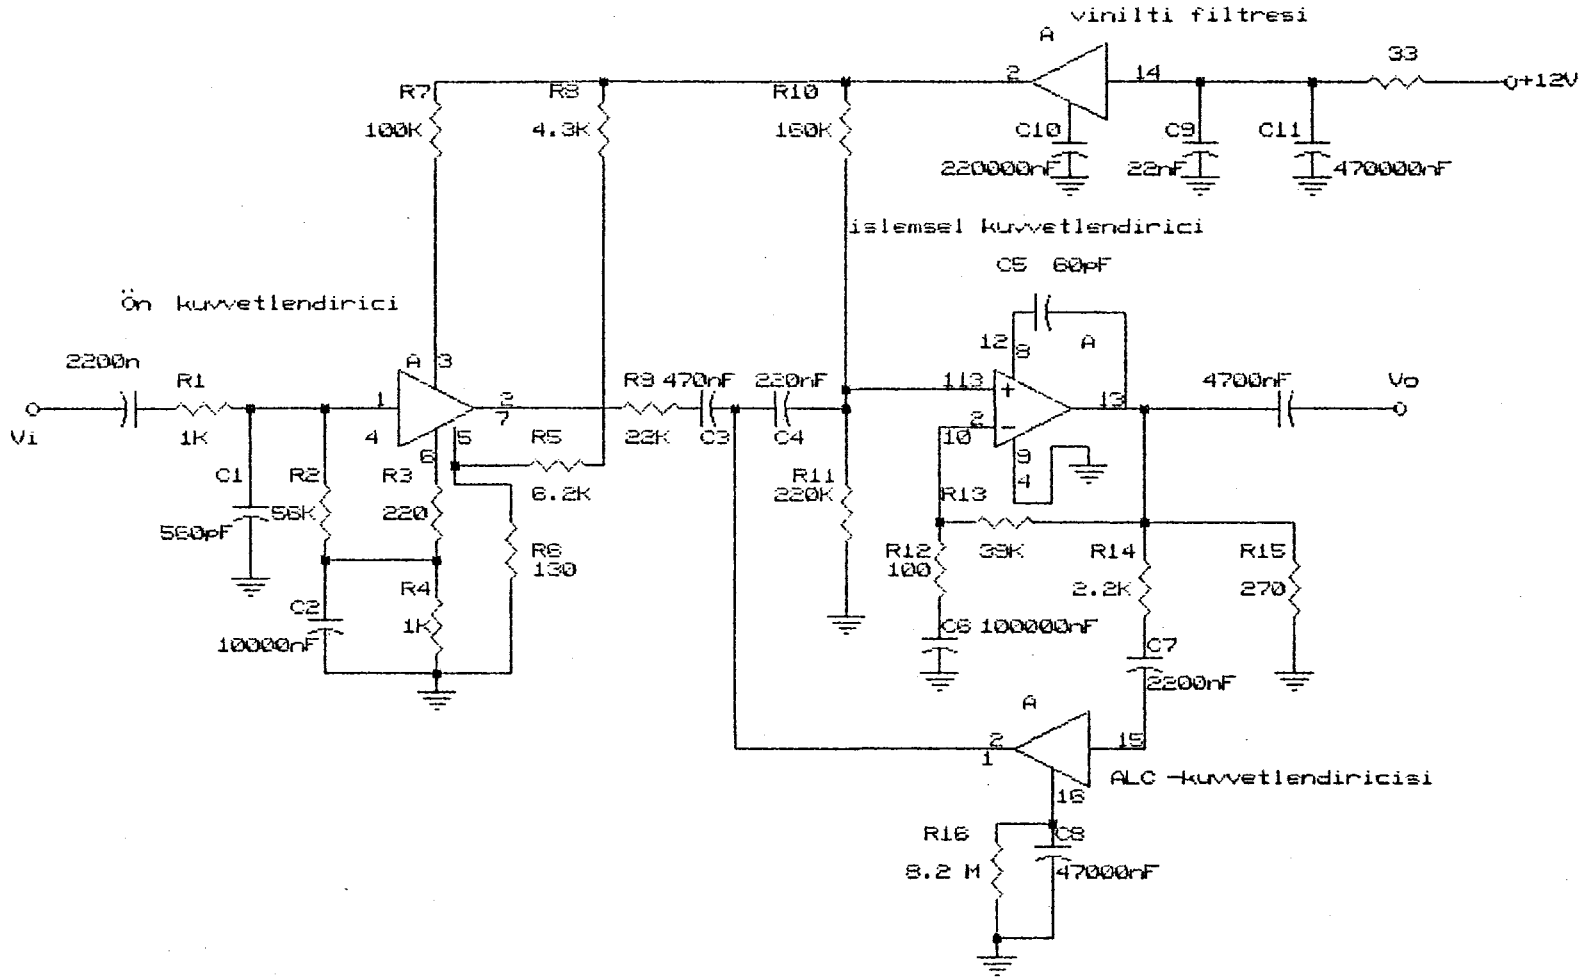 vinilti filtresi
A
33
2
14
+12V
R7
R8
R10
100K
4.3K
160K
C10
C9
C11
220000nF
22nF
470000nF
islemsel kuvvetlendirici
C5 60pF
Ön kuvvetlendirici
12
8
A
2200n
R1
A
3
R9
470nF
220nF
11
3
4700nF
Vo
1
2
+
13
Vi
1K
4
5
7
R5
22K
C3
C4
2
10
-
C1
R2
R3
6
6.2K
R11
220K
9
4
R13
560pF
56K
220
R6
130
R12
100
39K
R14
R15
C2
R4
2.2K
270
10000nF
1K
C6
100000nF
C7
2200nF
A
2
1
15
ALC -kuvvetlendiricisi
16
R16
C8
8.2 M
47000nF